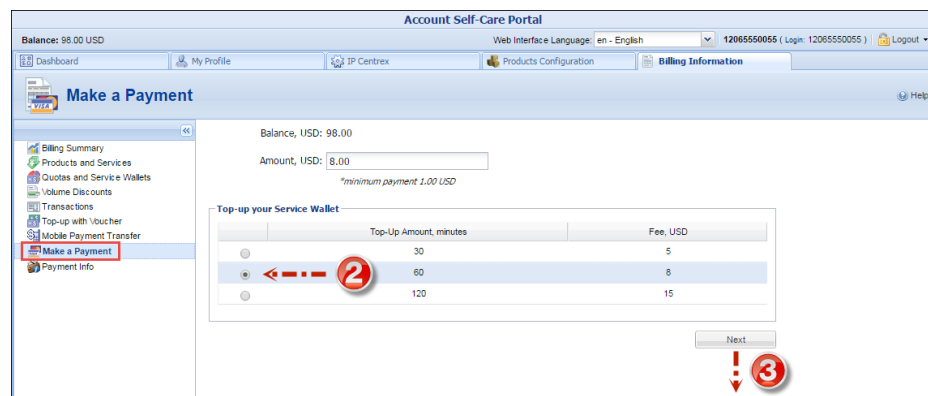 Account Self-Care Portal
Balance: 98.00 USD Web Interface Language: en - English 12065550055 ( Login: 12065550055 ) Logout
Dashboard My Profile IP Centrex Products Configuration Billing Information
VISA Make a Payment Help
Billing Summary
Products and Services
Quotas and Service Wallets
Volume Discounts
Transactions
Top-up with Voucher
Mobile Payment Transfer
Make a Payment
Payment Info
Balance, USD: 98.00
Amount, USD: 8.00
*minimum payment 1.00 USD
Top-up your Service Wallet
Top-Up Amount, minutes Fee, USD
30 5
2 60 8
120 15
Next
3